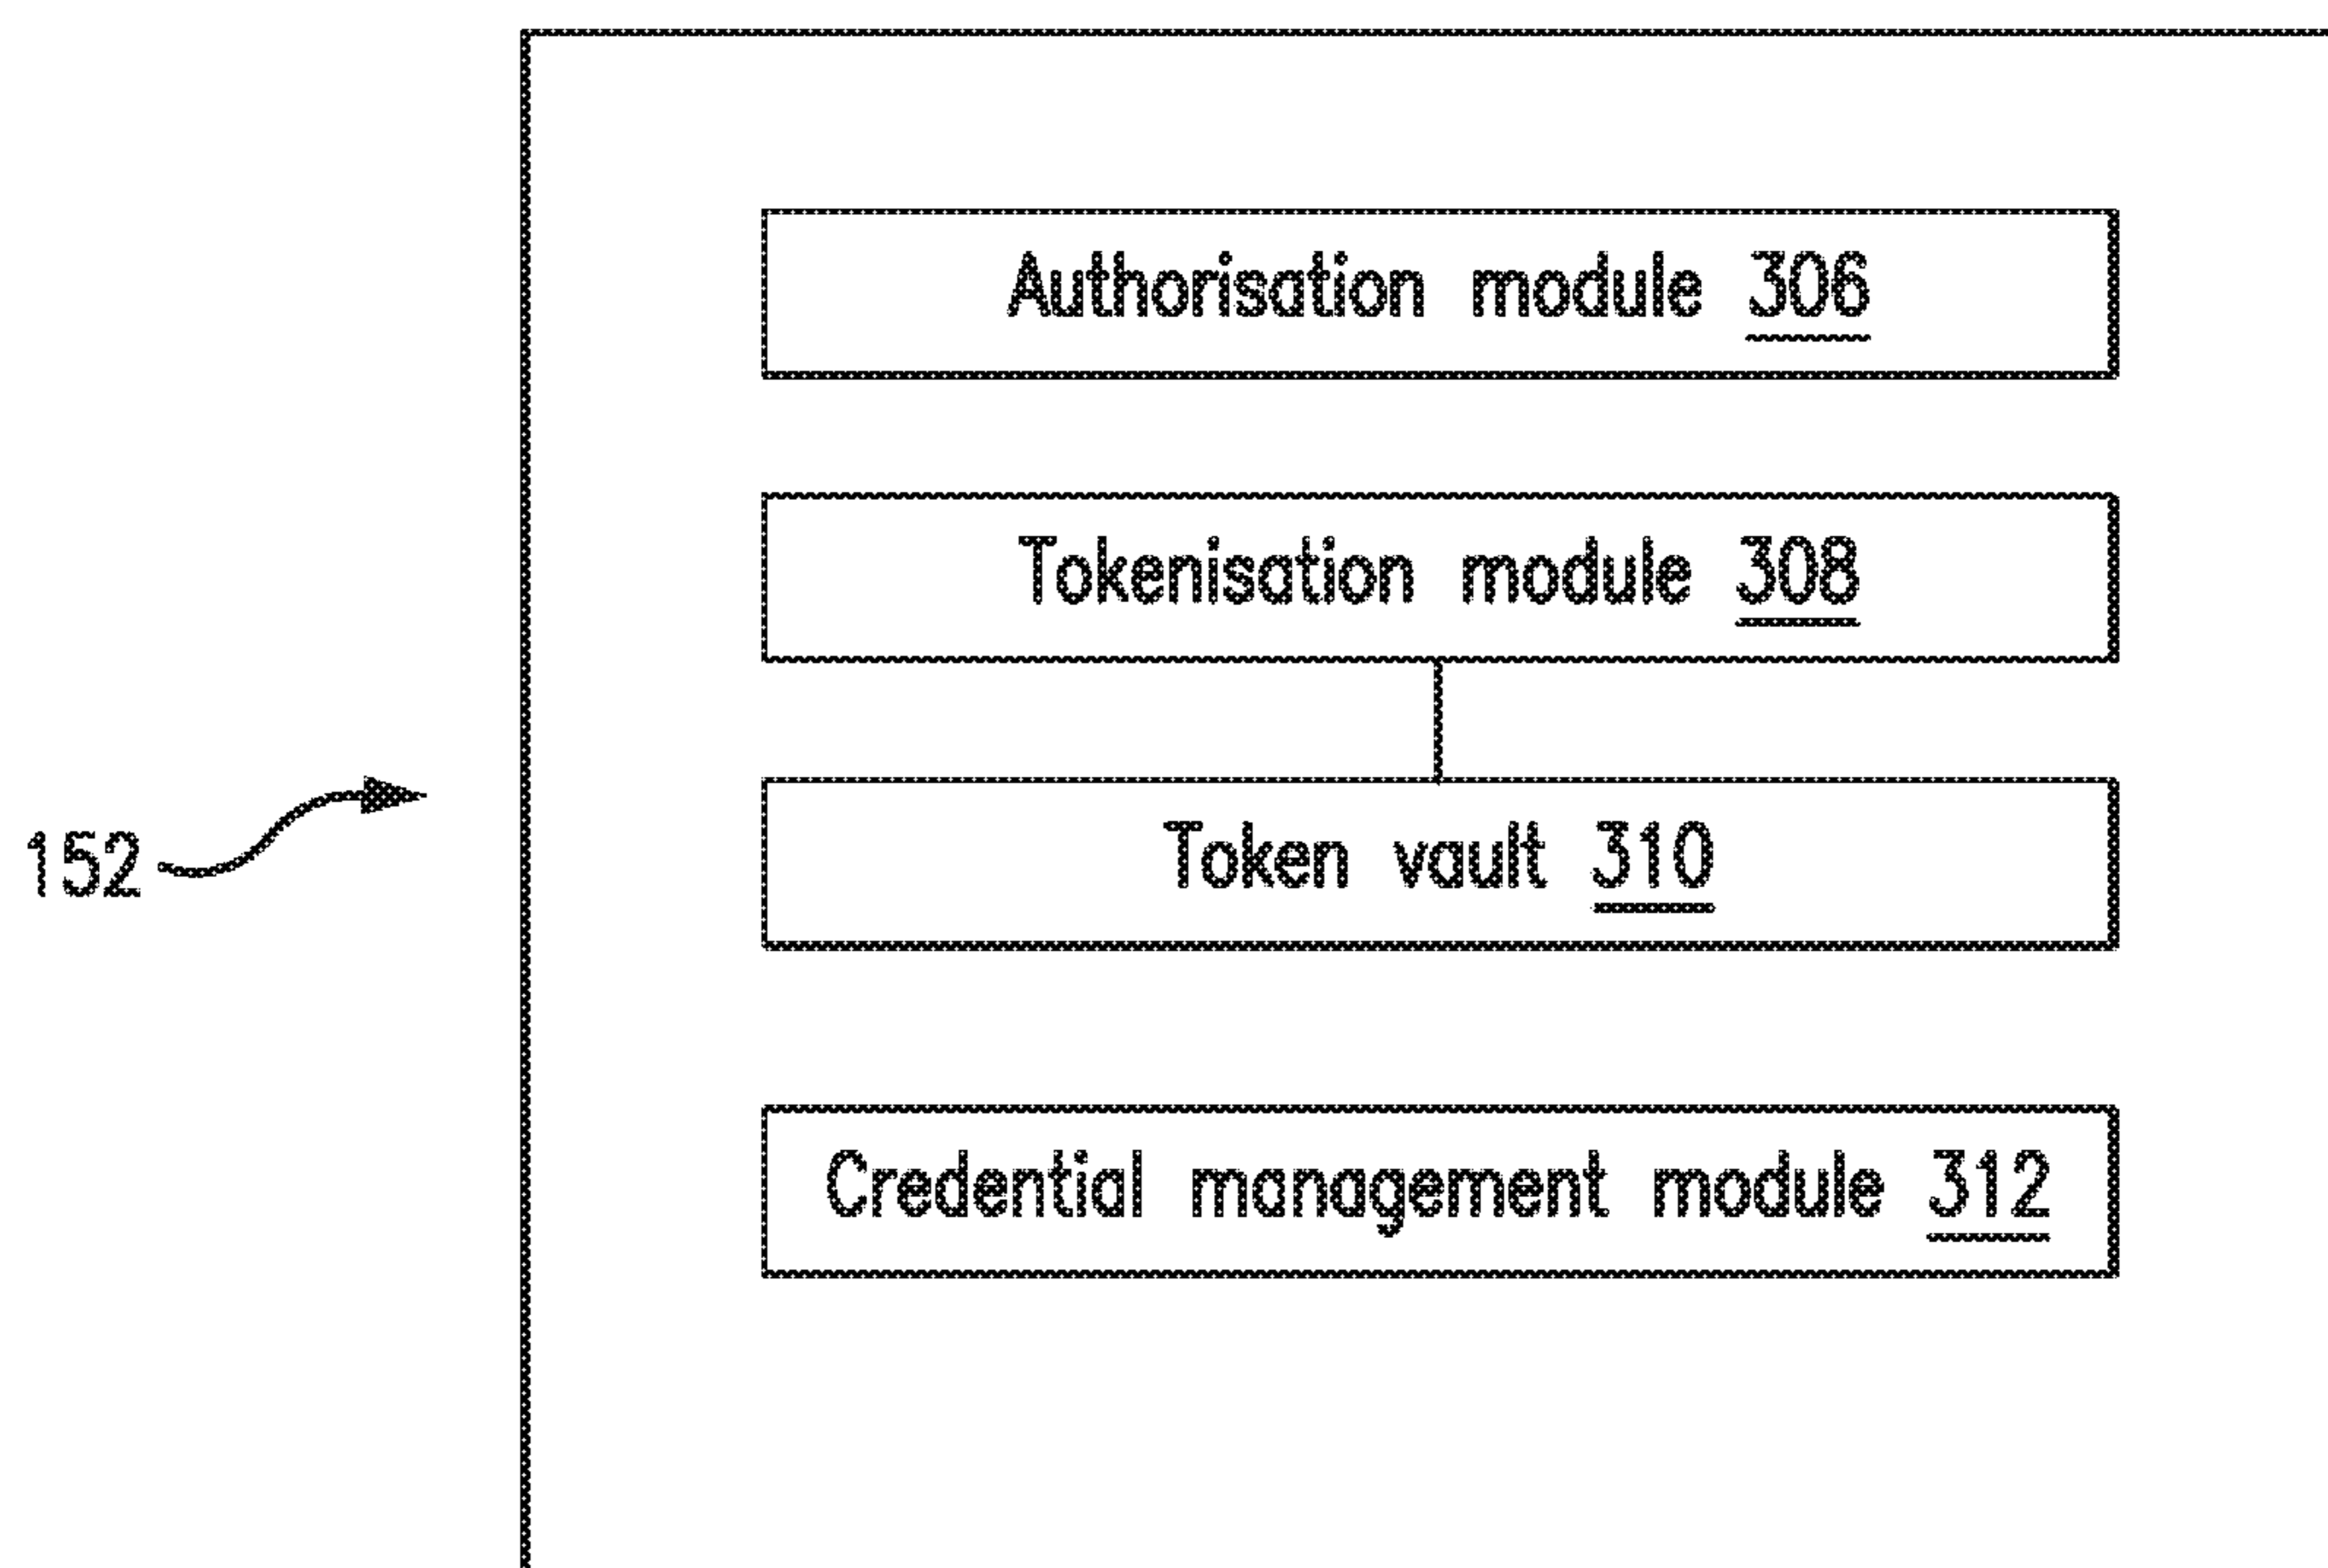 Authorisation module 306
Tokenisation module 308
152
Token vault 310
Credential management module 312